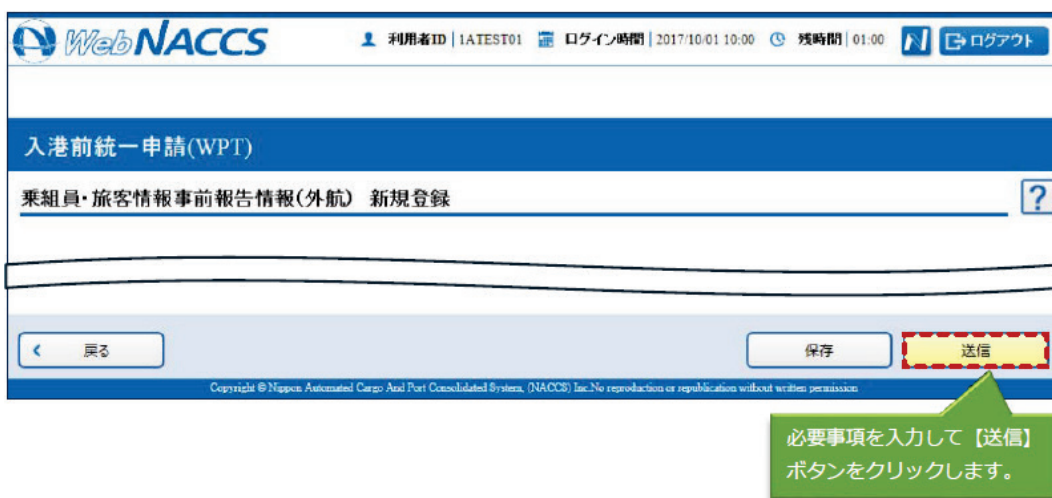 WebNACCS 利用者ID 1ATEST01 ログイン時間 2017/10/01 10:00 残時間 01:00 ログアウト
入港前統一申請(WPT)
乗組員・旅客情報事前報告情報(外航) 新規登録 ?
戻る 保存 送信
Copyright © Nippon Automated Cargo And Port Consolidated System, (NACCS) Inc.No reproduction or republication without written permission
必要事項を入力して【送信】
ボタンをクリックします。